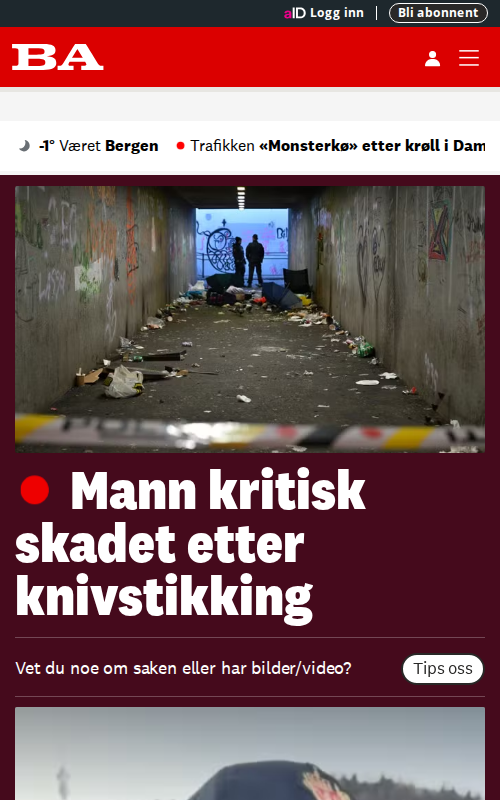 aID Logg inn
Bli abonnent
BA
-1° Været Bergen
Trafikken «Monsterkø» etter krøll i Dam
Mann kritisk
skadet etter
knivstikking
Vet du noe om saken eller har bilder/video?
Tips oss